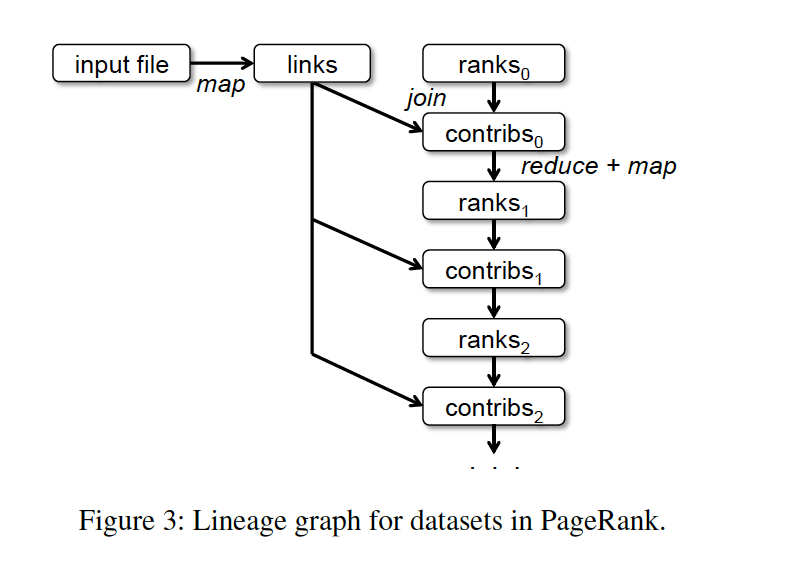 input file
map
links
ranks₀
join
contribs₀
reduce + map
ranks₁
contribs₁
ranks₂
contribs₂
. . .
Figure 3: Lineage graph for datasets in PageRank.